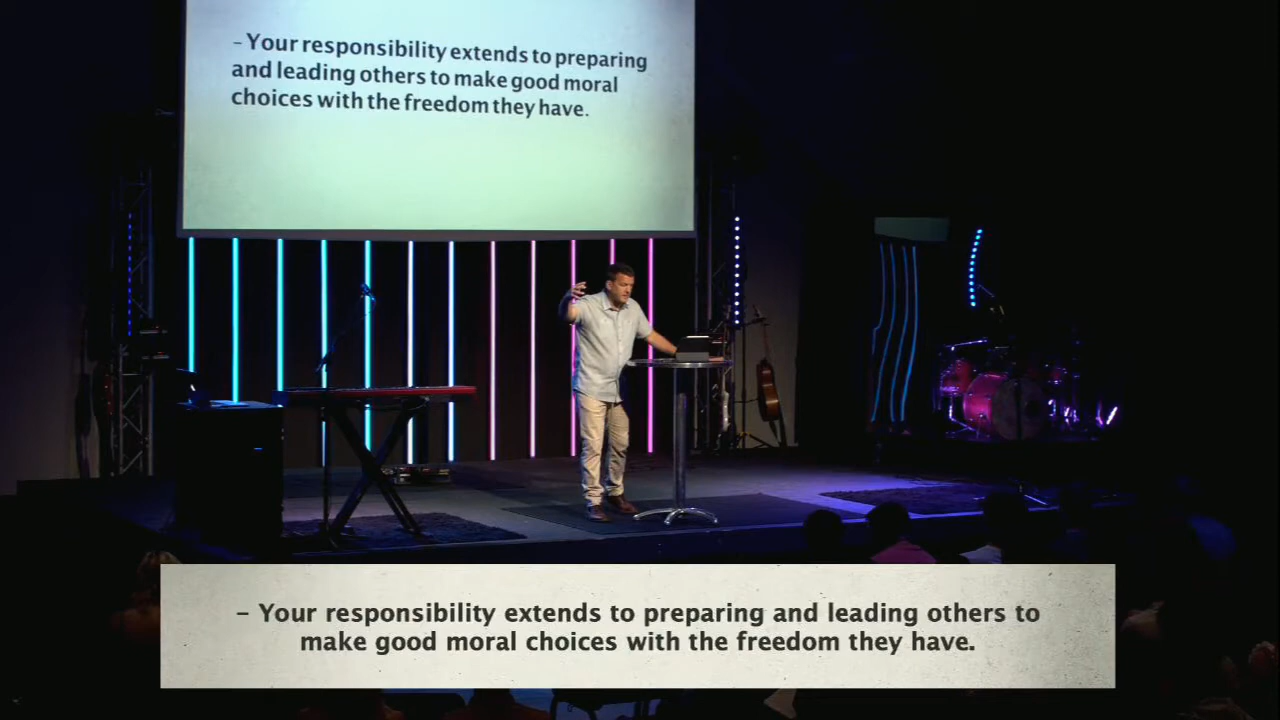 – Your responsibility extends to preparing
and leading others to make good moral
choices with the freedom they have.
– Your responsibility extends to preparing and leading others to
make good moral choices with the freedom they have.